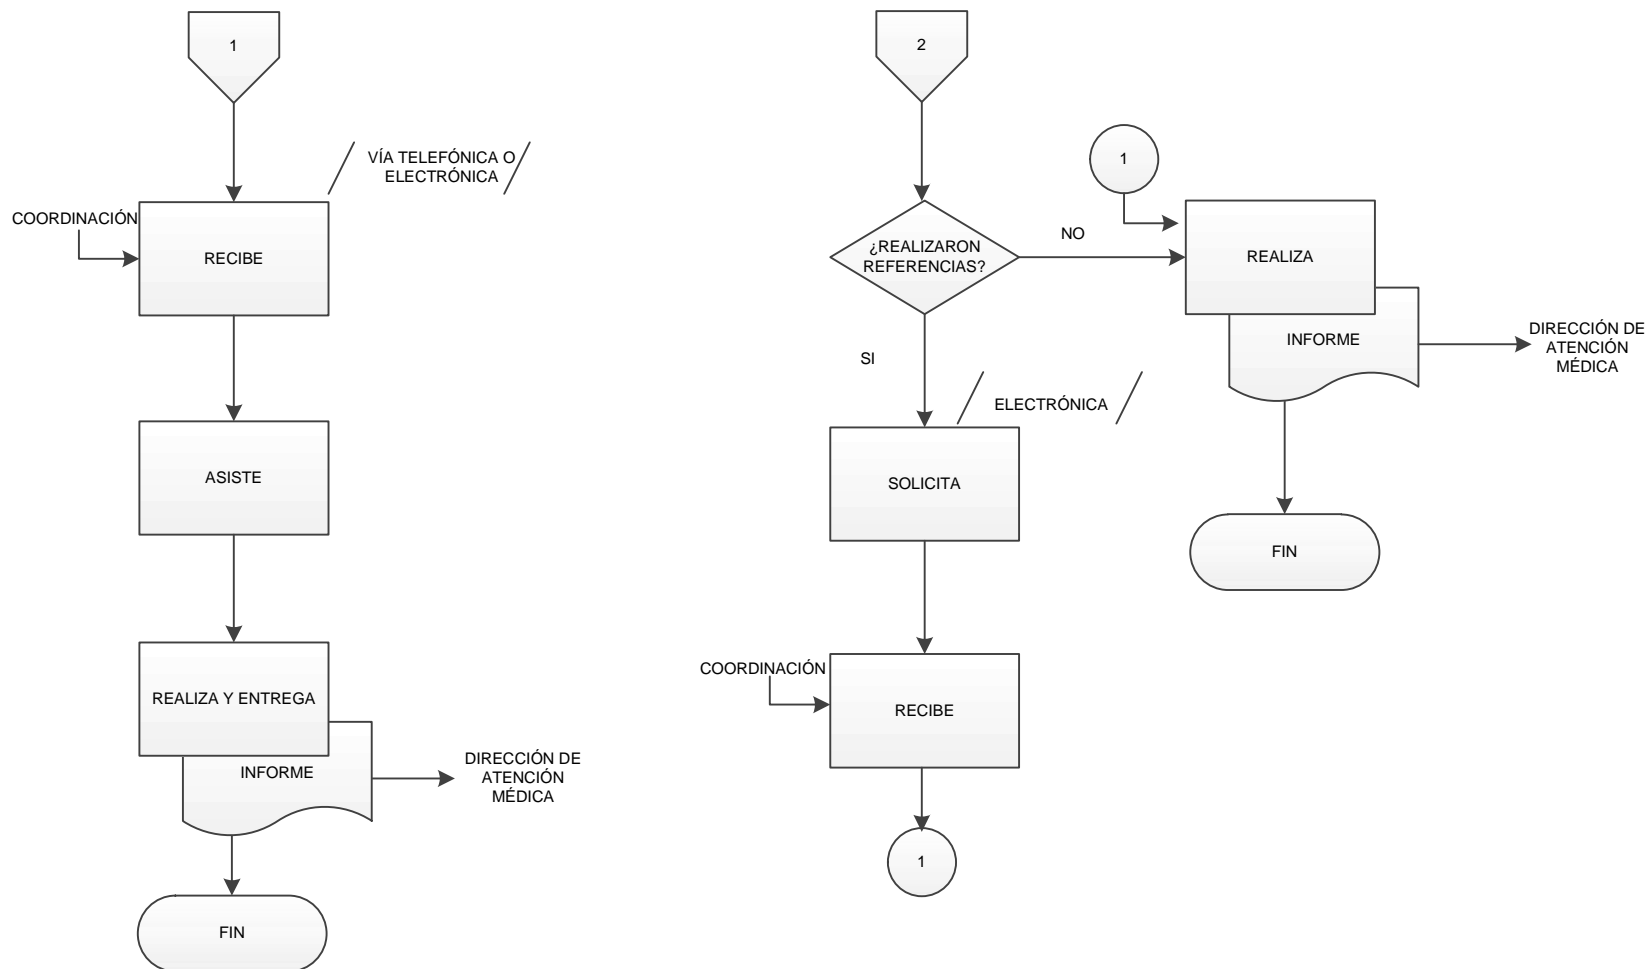 1
VÍA TELEFÓNICA O
ELECTRÓNICA
COORDINACIÓN
RECIBE
ASISTE
REALIZA Y ENTREGA
INFORME
DIRECCIÓN DE
ATENCIÓN
MÉDICA
FIN
2
¿REALIZARON
REFERENCIAS?
NO
SI
ELECTRÓNICA
SOLICITA
COORDINACIÓN
RECIBE
1
1
REALIZA
INFORME
DIRECCIÓN DE
ATENCIÓN
MÉDICA
FIN